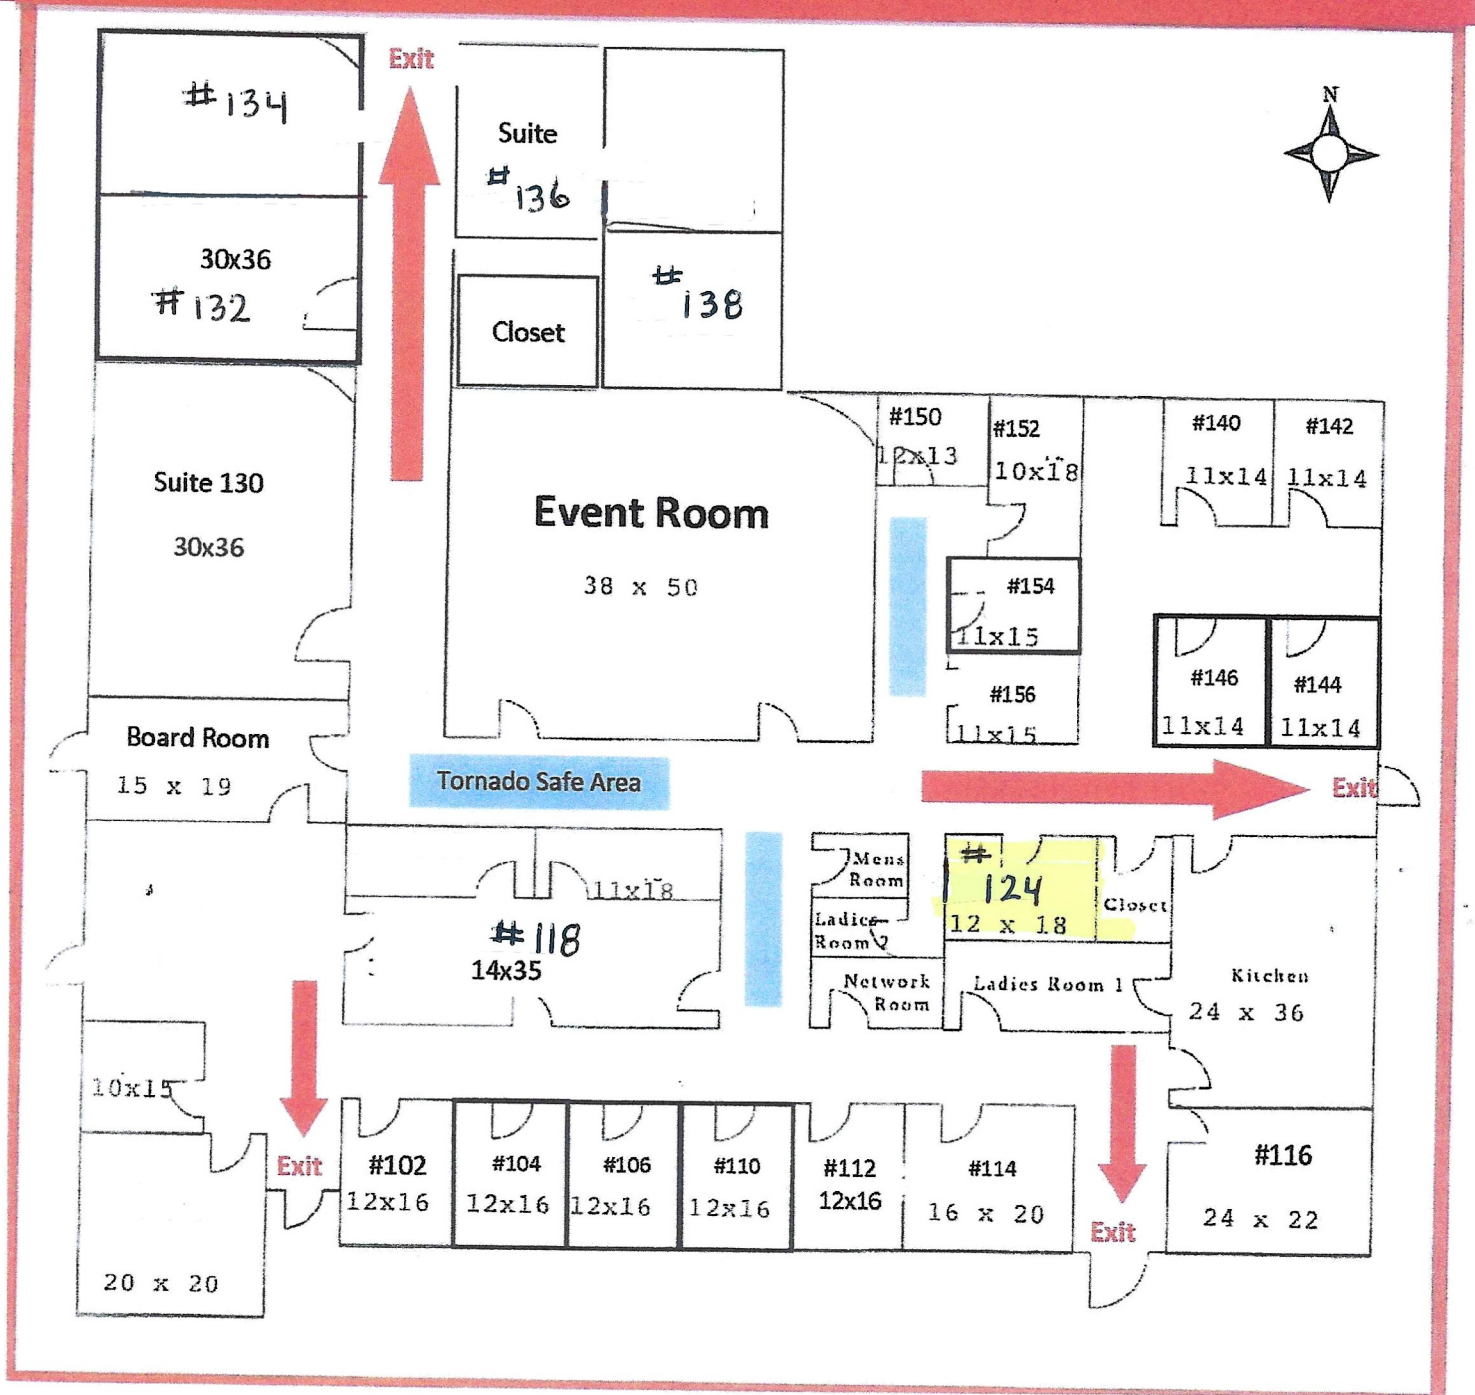 Exit
N
#134
Suite
#136
30x36
#132
#138
Closet
#150
12x13
#152
10x18
#140
11x14
#142
11x14
Suite 130
30x36
Event Room
38 x 50
#154
11x15
#156
11x15
#146
11x14
#144
11x14
Board Room
15 x 19
Tornado Safe Area
Exit
11x18
#118
14x35
Mens
Room
Ladies
Room 2
Network
Room
#124
12 x 18
Closet
Ladies Room 1
Kitchen
24 x 36
10x15
Exit
20 x 20
#102
12x16
#104
12x16
#106
12x16
#110
12x16
#112
12x16
#114
16 x 20
Exit
#116
24 x 22